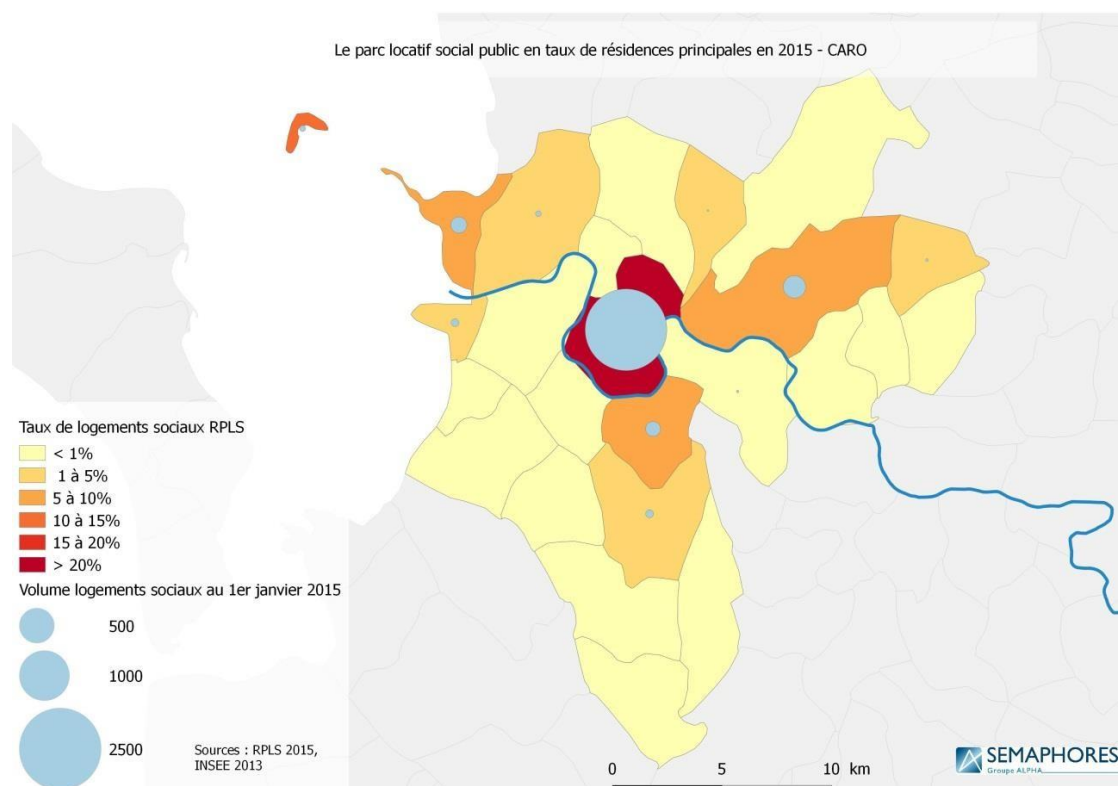 Le parc locatif social public en taux de résidences principales en 2015 - CARO
Taux de logements sociaux RPLS
< 1%
1 à 5%
5 à 10%
10 à 15%
15 à 20%
> 20%
Volume logements sociaux au 1er janvier 2015
500
1000
2500
Sources : RPLS 2015,
INSEE 2013
0 5 10 km
SEMAPHORES
Groupe ALPHA